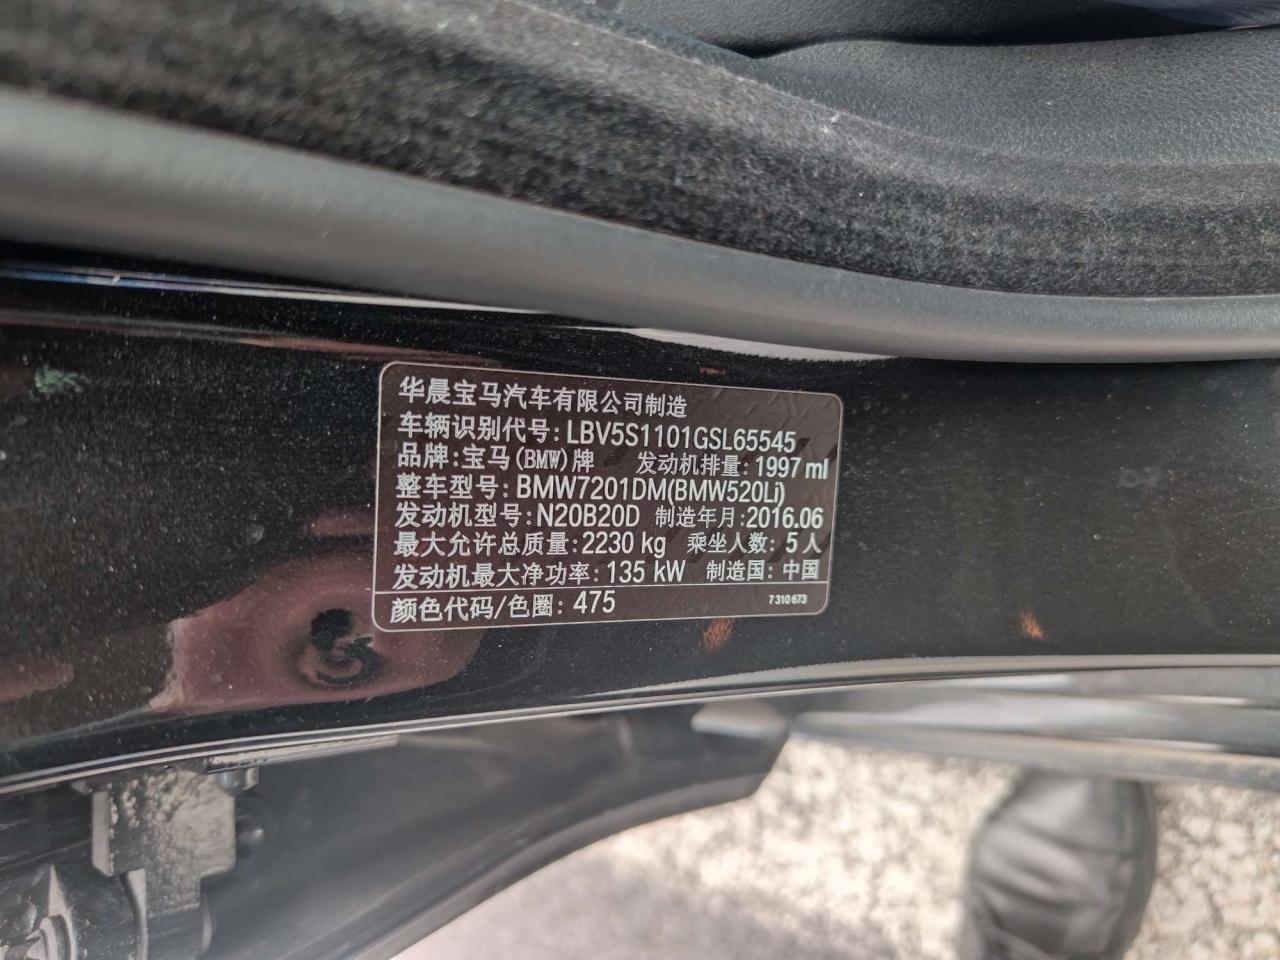 华晨宝马汽车有限公司制造
车辆识别代号: LBV5S1101GSL65545
品牌: 宝马(BMW)牌 发动机排量: 1997 ml
整车型号: BMW7201DM(BMW520Li)
发动机型号: N20B20D 制造年月: 2016.06
最大允许总质量: 2230 kg 乘坐人数: 5人
发动机最大净功率: 135 kW 制造国: 中国
颜色代码/色圈: 475 7 310 673